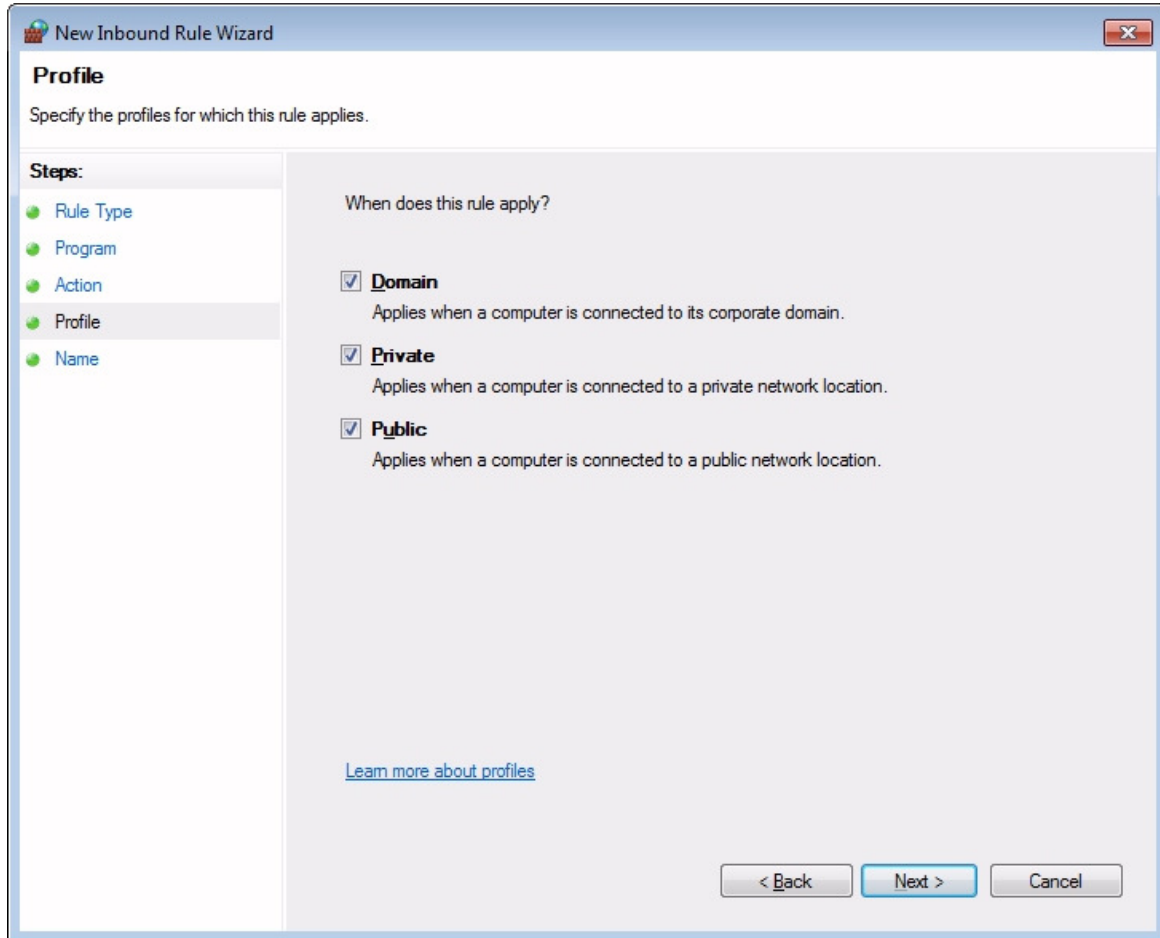 New Inbound Rule Wizard
Profile
Specify the profiles for which this rule applies.
Steps:
Rule Type
Program
Action
Profile
Name
When does this rule apply?
Domain
Applies when a computer is connected to its corporate domain.
Private
Applies when a computer is connected to a private network location.
Public
Applies when a computer is connected to a public network location.
Learn more about profiles
< Back
Next >
Cancel